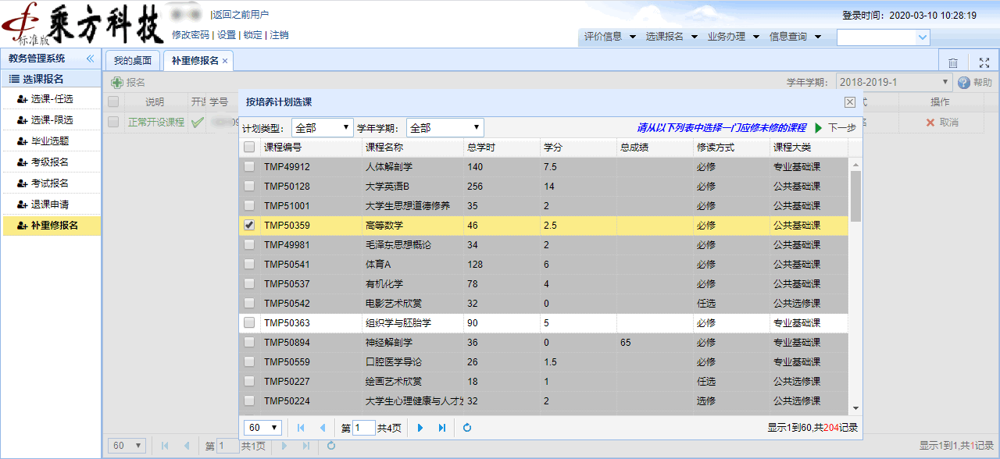 乘方科技
标准版
|返回之前用户
修改密码 | 设置 | 锁定 | 注销
登录时间：2020-03-10 10:28:19
评价信息 选课报名 业务办理 信息查询
教务管理系统
选课报名
选课-任选
选课-限选
毕业选题
考级报名
考试报名
退课申请
补重修报名
我的桌面 补重修报名
报名 学年学期： 2018-2019-1 帮助
说明 开课 学号 操作
正常开设课程 取消
按培养计划选课
计划类型： 全部 学年学期： 全部 请从以下列表中选择一门应修未修的课程 下一步
课程编号 课程名称 总学时 学分 总成绩 修读方式 课程大类
TMP49912 人体解剖学 140 7.5 必修 专业基础课
TMP50128 大学英语B 256 14 必修 公共基础课
TMP51001 大学生思想道德修养 35 2 必修 公共基础课
TMP50359 高等数学 46 2.5 必修 公共基础课
TMP49981 毛泽东思想概论 34 2 必修 公共基础课
TMP50541 体育A 128 6 必修 公共基础课
TMP50537 有机化学 78 4 必修 公共基础课
TMP50542 电影艺术欣赏 32 0 任选 公共选修课
TMP50363 组织学与胚胎学 90 5 必修 专业基础课
TMP50894 神经解剖学 36 0 65 必修 专业基础课
TMP50559 口腔医学导论 26 1.5 必修 专业基础课
TMP50227 绘画艺术欣赏 18 1 任选 公共选修课
TMP50224 大学生心理健康与人才发 32 2 选修 公共选修课
60 第 1 共4页 显示1到60,共204记录
60 第 1 共1页 显示1到1,共1记录